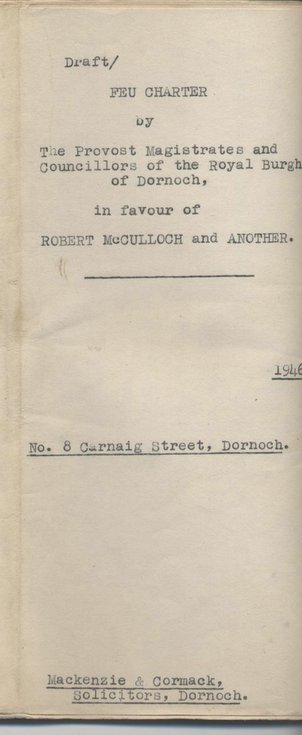 Draft/
FEU CHARTER
by
The Provost Magistrates and
Councillors of the Royal Burgh
of Dornoch,
in favour of
ROBERT McCULLOCH and ANOTHER.
1946
No. 8 Carnaig Street, Dornoch.
Mackenzie & Cormack,
Solicitors, Dornoch.